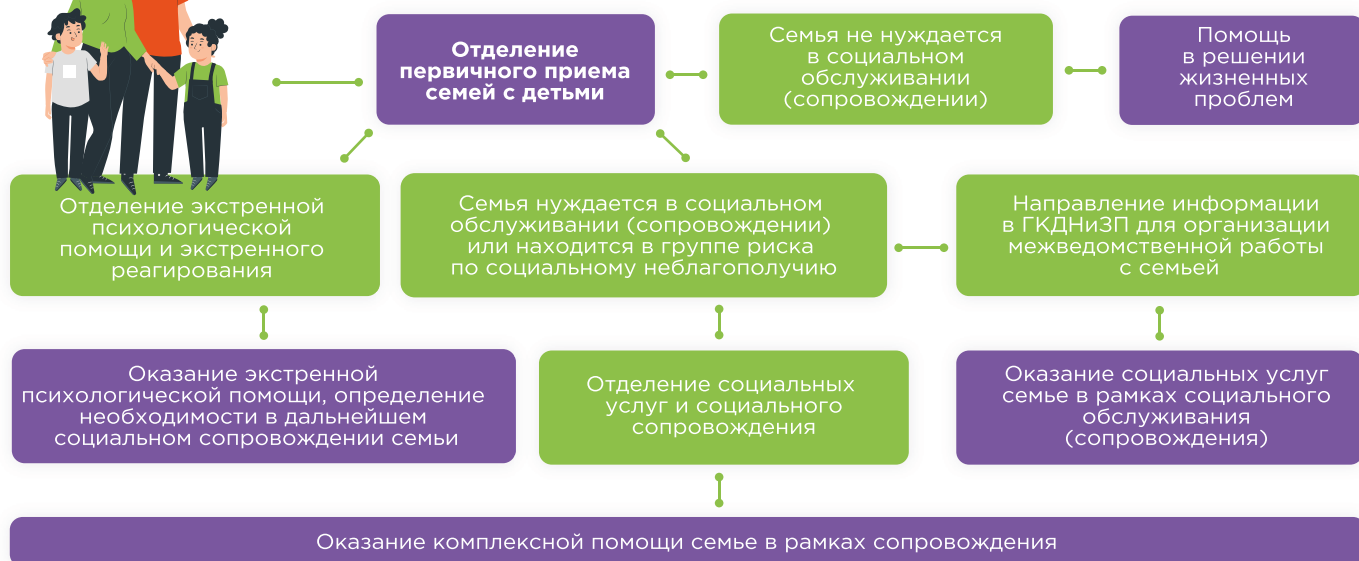 Отделение
первичного приема
семей с детьми
Семья не нуждается
в социальном
обслуживании
(сопровождении)
Помощь
в решении
жизненных
проблем
Отделение экстренной
психологической
помощи и экстренного
реагирования
Семья нуждается в социальном
обслуживании (сопровождении)
или находится в группе риска
по социальному неблагополучию
Направление информации
в ГКДНиЗП для организации
межведомственной работы
с семьей
Оказание экстренной
психологической помощи, определение
необходимости в дальнейшем
социальном сопровождении семьи
Отделение социальных
услуг и социального
сопровождения
Оказание социальных услуг
семье в рамках социального
обслуживания
(сопровождения)
Оказание комплексной помощи семье в рамках сопровождения